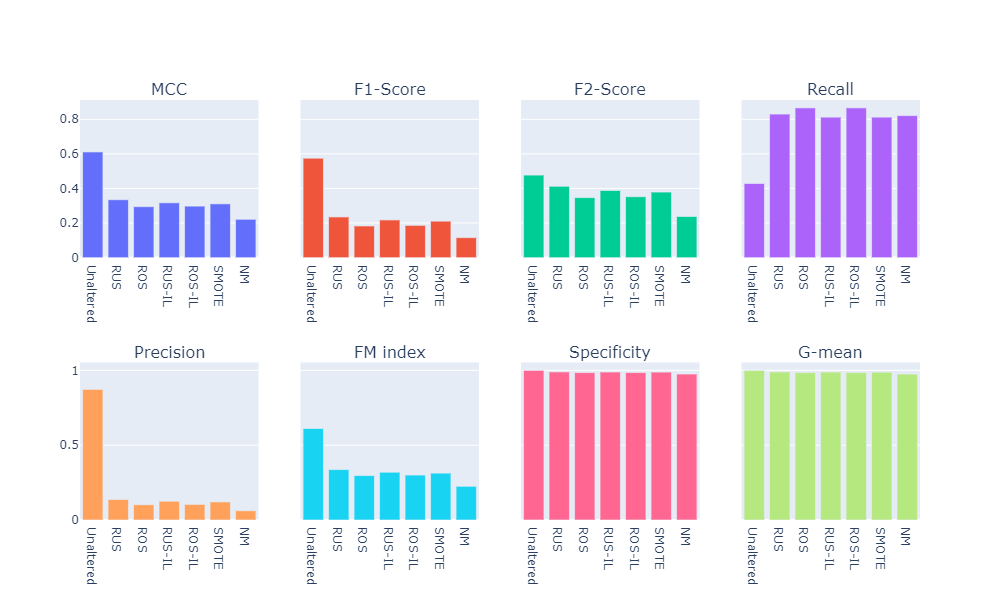 MCC F1-Score F2-Score Recall
0.8
0.6
0.4
0.2
0
Unaltered RUS ROS RUS-IL ROS-IL SMOTE NM Unaltered RUS ROS RUS-IL ROS-IL SMOTE NM Unaltered RUS ROS RUS-IL ROS-IL SMOTE NM Unaltered RUS ROS RUS-IL ROS-IL SMOTE NM
Precision FM index Specificity G-mean
1
0.5
0
Unaltered RUS ROS RUS-IL ROS-IL SMOTE NM Unaltered RUS ROS RUS-IL ROS-IL SMOTE NM Unaltered RUS ROS RUS-IL ROS-IL SMOTE NM Unaltered RUS ROS RUS-IL ROS-IL SMOTE NM